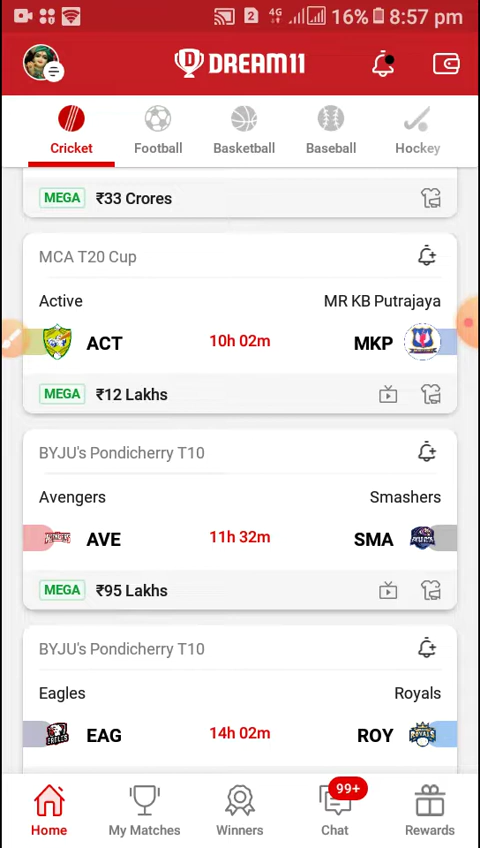 2 4G 16% 8:57 pm
DREAM11
Cricket Football Basketball Baseball Hockey
MEGA ₹33 Crores
MCA T20 Cup
Active MR KB Putrajaya
ACT 10h 02m MKP
MEGA ₹12 Lakhs
BYJU's Pondicherry T10
Avengers Smashers
AVE 11h 32m SMA
MEGA ₹95 Lakhs
BYJU's Pondicherry T10
Eagles Royals
EAG 14h 02m ROY
99+
Home My Matches Winners Chat Rewards